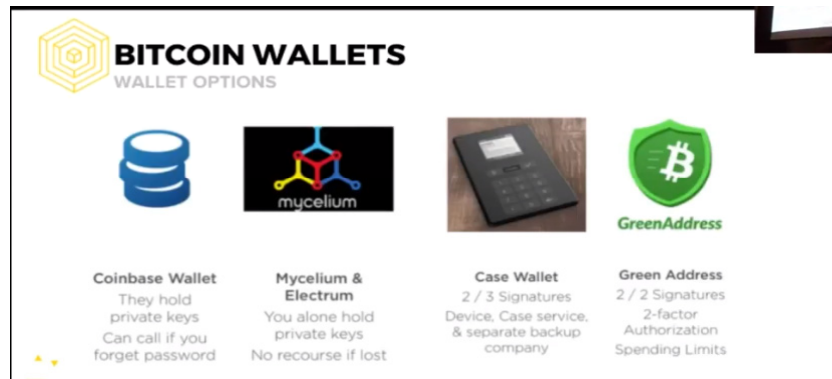 BITCOIN WALLETS
WALLET OPTIONS
mycelium
GreenAddress
Coinbase Wallet
They hold
private keys
Can call if you
forget password
Mycelium &
Electrum
You alone hold
private keys
No recourse if lost
Case Wallet
2 / 3 Signatures
Device, Case service,
& separate backup
company
Green Address
2 / 2 Signatures
2-factor
Authorization
Spending Limits